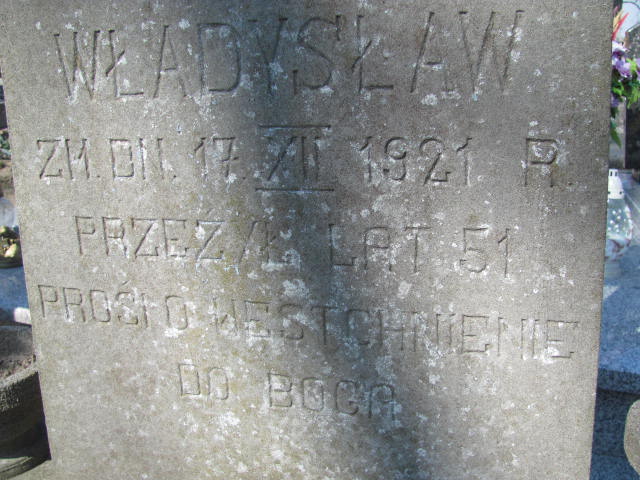 WŁADYSŁAW
ZM. DN. 17. XII 1921 R.
PRZEŻYŁ LAT 51
PROSI O WESTCHNIENIE
DO BOGA